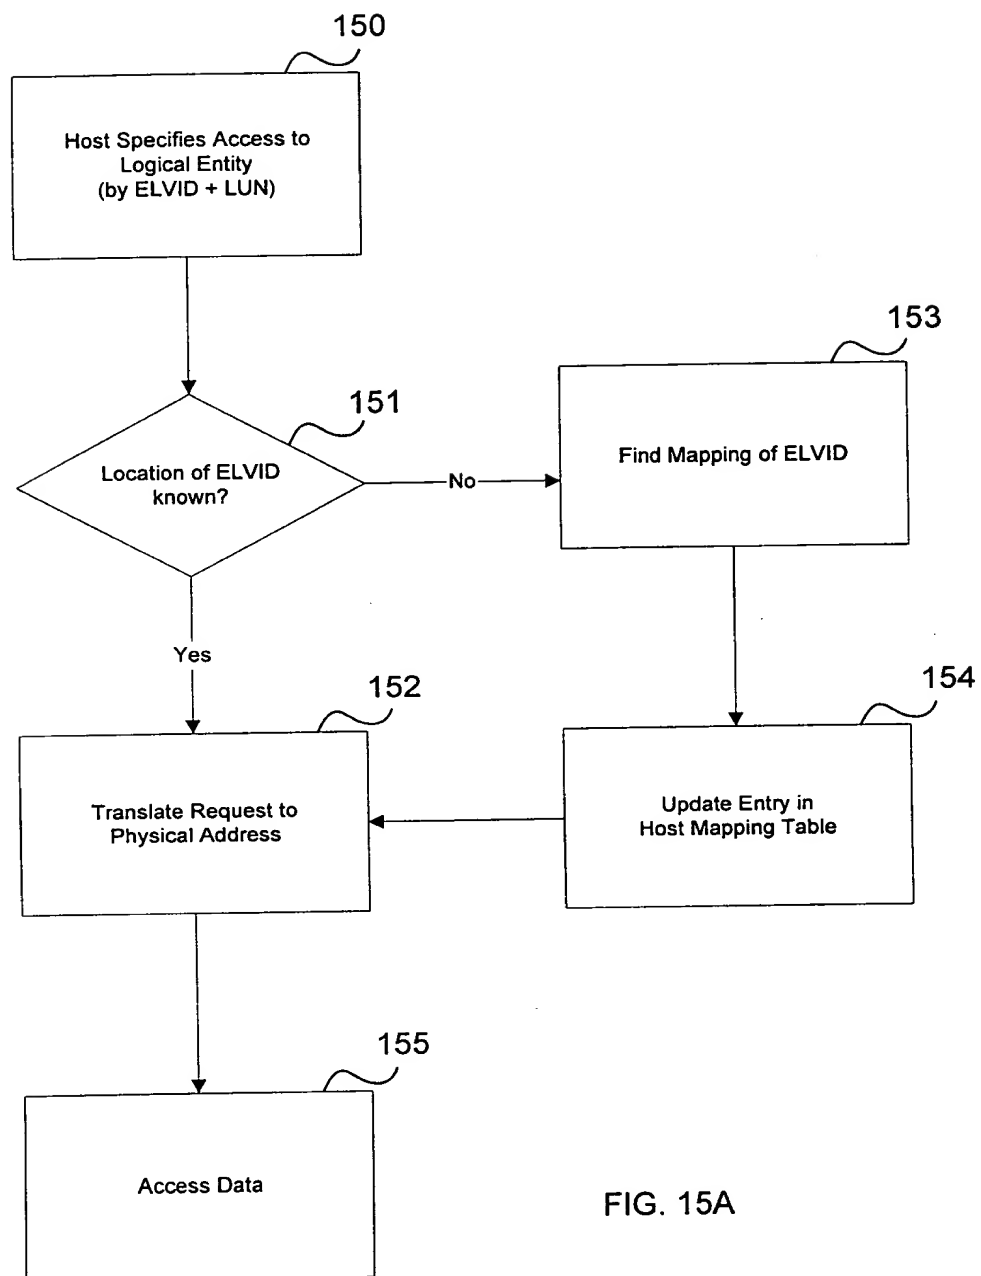 150
Host Specifies Access to
Logical Entity
(by ELVID + LUN)
151
Location of ELVID
known?
No
153
Find Mapping of ELVID
Yes
152
Translate Request to
Physical Address
154
Update Entry in
Host Mapping Table
155
Access Data
FIG. 15A